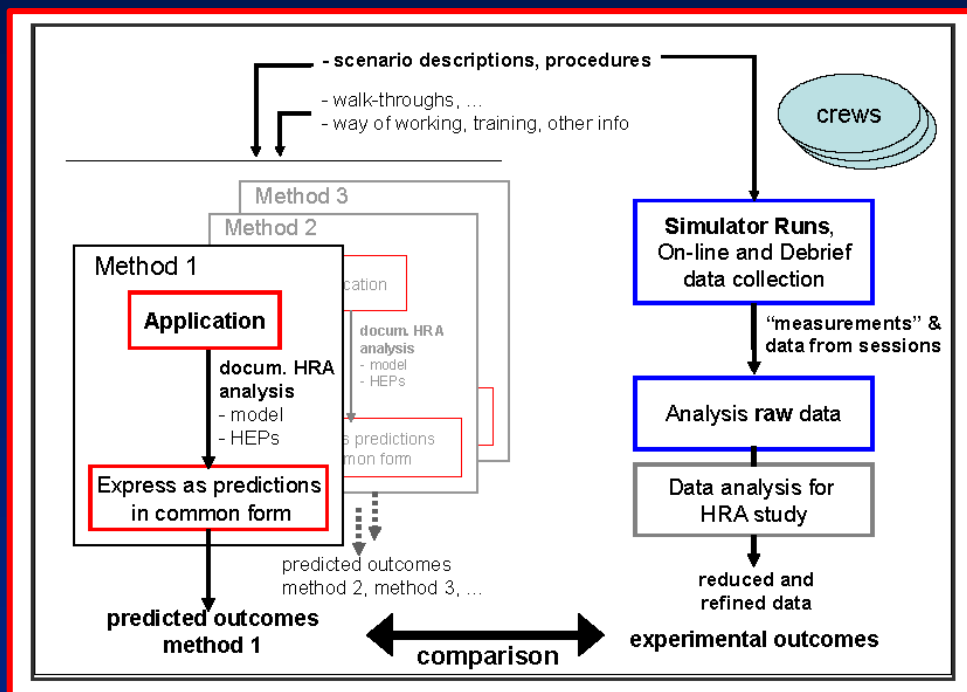 - scenario descriptions, procedures
- walk-throughs, ...
- way of working, training, other info
crews
Method 3
Method 2
Method 1
Application
docum. HRA
analysis
- model
- HEPs
Express as predictions
in common form
predicted outcomes
method 1
docum. HRA
analysis
- model
- HEPs
predictions
predicted outcomes
method 2, method 3, ...
comparison
Simulator Runs,
On-line and Debrief
data collection
“measurements” &
data from sessions
Analysis raw data
Data analysis for
HRA study
reduced and
refined data
experimental outcomes